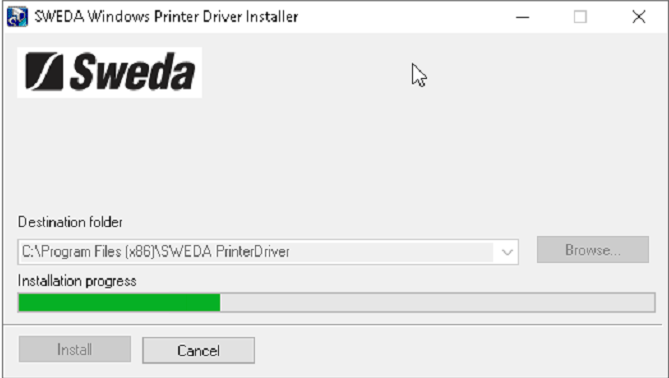 SWEDA Windows Printer Driver Installer
Sweda
Destination folder
C:\Program Files (x86)\SWEDA PrinterDriver
Browse...
Installation progress
Install
Cancel